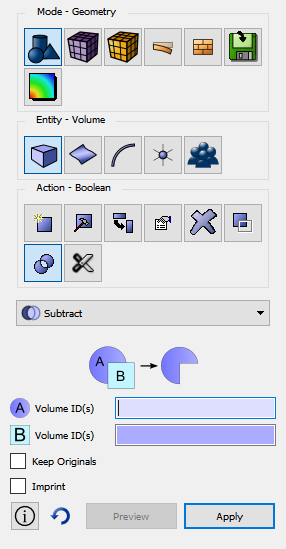 Mode - Geometry
Entity - Volume
Action - Boolean
Subtract
A B
A Volume ID(s)
B Volume ID(s)
Keep Originals
Imprint
i Preview Apply